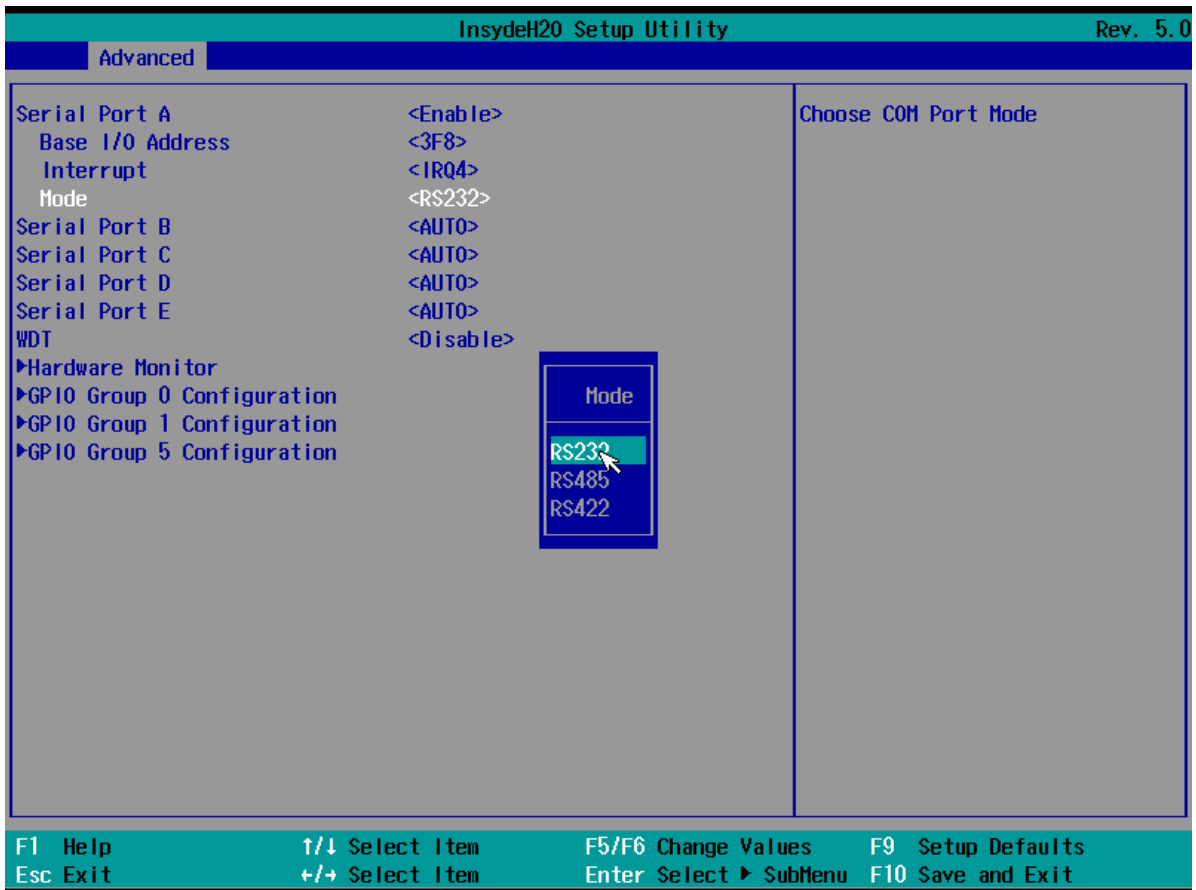 InsydeH20 Setup Utility Rev. 5.0
Advanced
Serial Port A <Enable> Choose COM Port Mode
Base I/O Address <3F8>
Interrupt <IRQ4>
Mode <RS232>
Serial Port B <AUTO>
Serial Port C <AUTO>
Serial Port D <AUTO>
Serial Port E <AUTO>
WDT <Disable>
▶Hardware Monitor
▶GPIO Group 0 Configuration
▶GPIO Group 1 Configuration
▶GPIO Group 5 Configuration
Mode
RS232
RS485
RS422
F1 Help ↑/↓ Select Item F5/F6 Change Values F9 Setup Defaults
Esc Exit ←/→ Select Item Enter Select ▶ SubMenu F10 Save and Exit